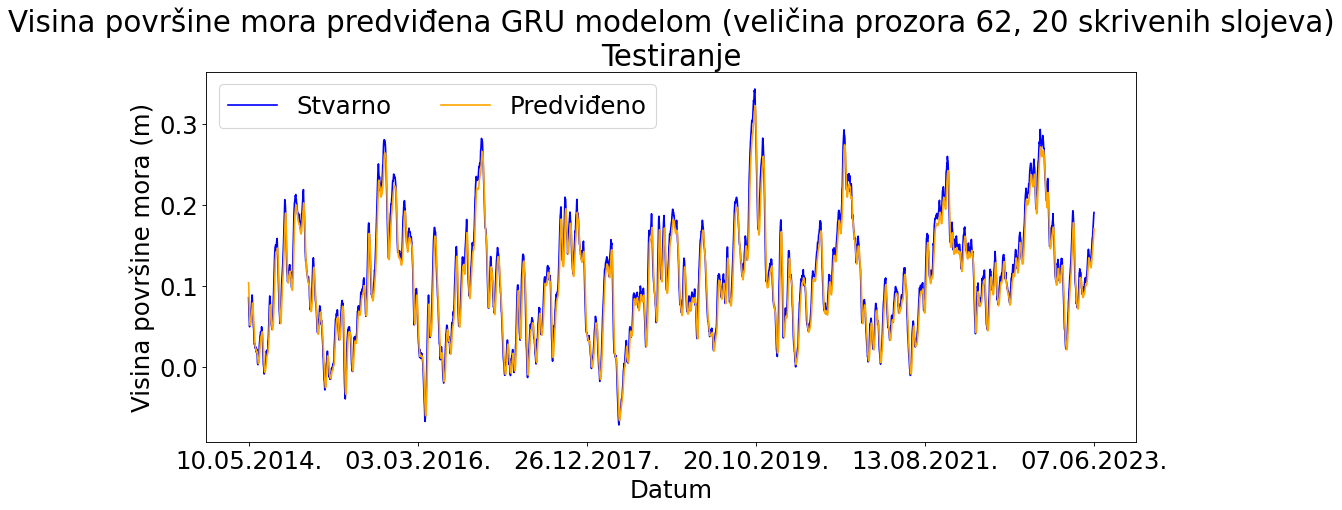 Visina površine mora predviđena GRU modelom (veličina prozora 62, 20 skrivenih slojeva)
Testiranje
Stvarno
Predviđeno
Visina površine mora (m)
0.3
0.2
0.1
0.0
10.05.2014.
03.03.2016.
26.12.2017.
20.10.2019.
13.08.2021.
07.06.2023.
Datum